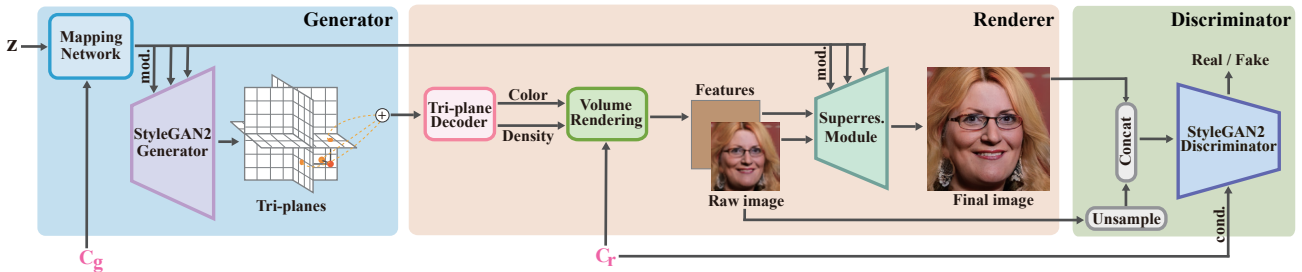 Generator
Renderer
Discriminator
z
Mapping
Network
mod.
StyleGAN2
Generator
Tri-planes
+
Tri-plane
Decoder
Color
Density
Volume
Rendering
Features
Raw image
mod.
Superres.
Module
Final image
Concat
Unsample
Real / Fake
StyleGAN2
Discriminator
cond.
Cg
Cr